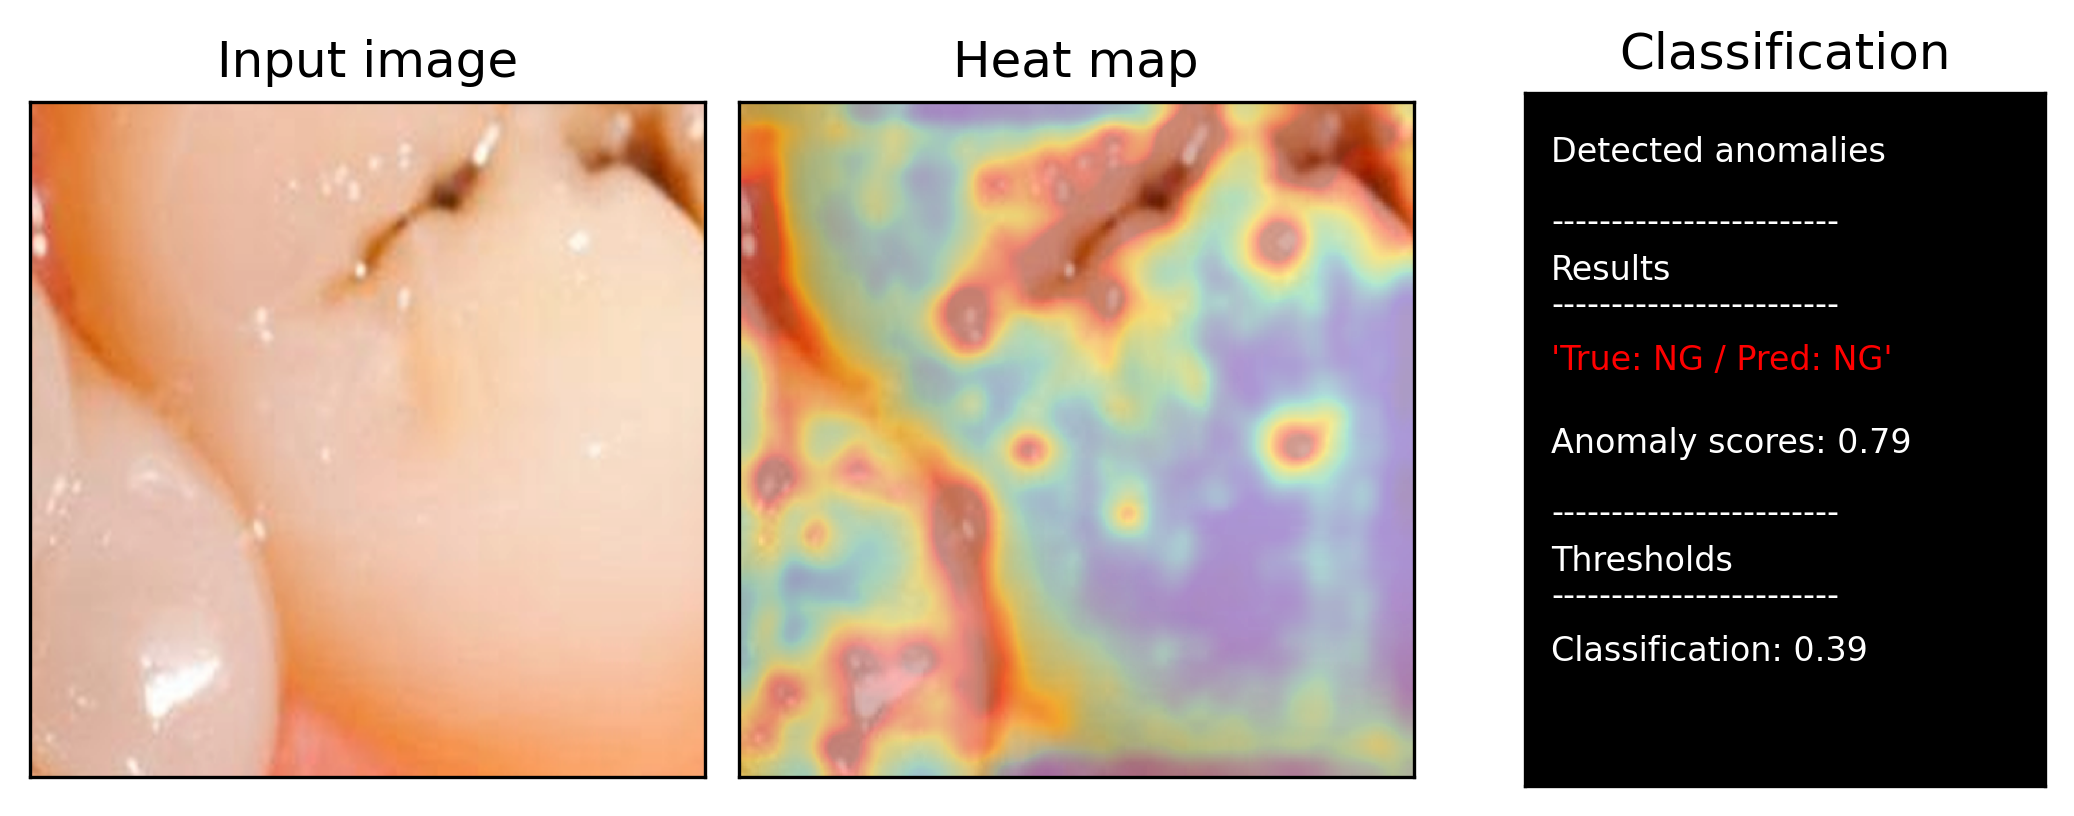 Input image
Heat map
Classification
Detected anomalies
------------------------
Results
------------------------
'True: NG / Pred: NG'
Anomaly scores: 0.79
------------------------
Thresholds
------------------------
Classification: 0.39